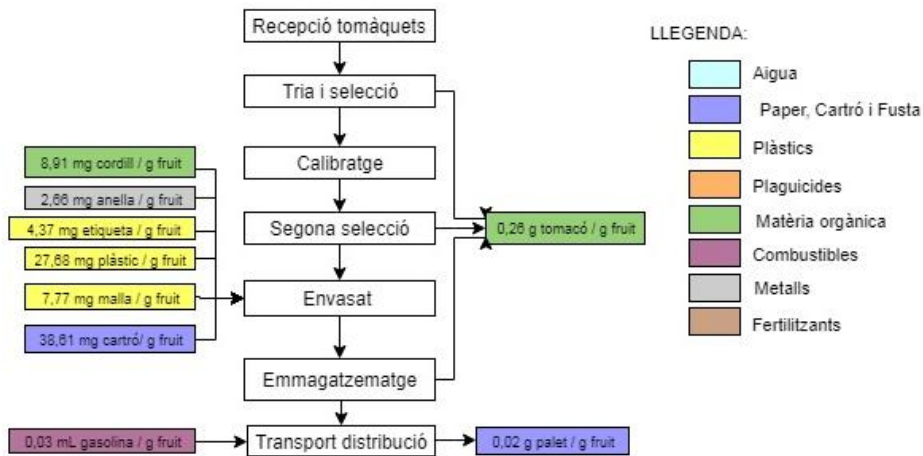 Recepció tomàquets
Tria i selecció
Calibratge
Segona selecció
Envasat
Emmagatzematge
Transport distribució
8,91 mg cordill / g fruit
2,66 mg anella / g fruit
4,37 mg etiqueta / g fruit
27,68 mg plàstic / g fruit
7,77 mg malla / g fruit
38,61 mg cartró/ g fruit
0,03 mL gasolina / g fruit
0,26 g tomacó / g fruit
0,02 g palet / g fruit
LLEGENDA:
Aigua
Paper, Cartró i Fusta
Plàstics
Plaguicides
Matèria orgànica
Combustibles
Metalls
Fertilitzants